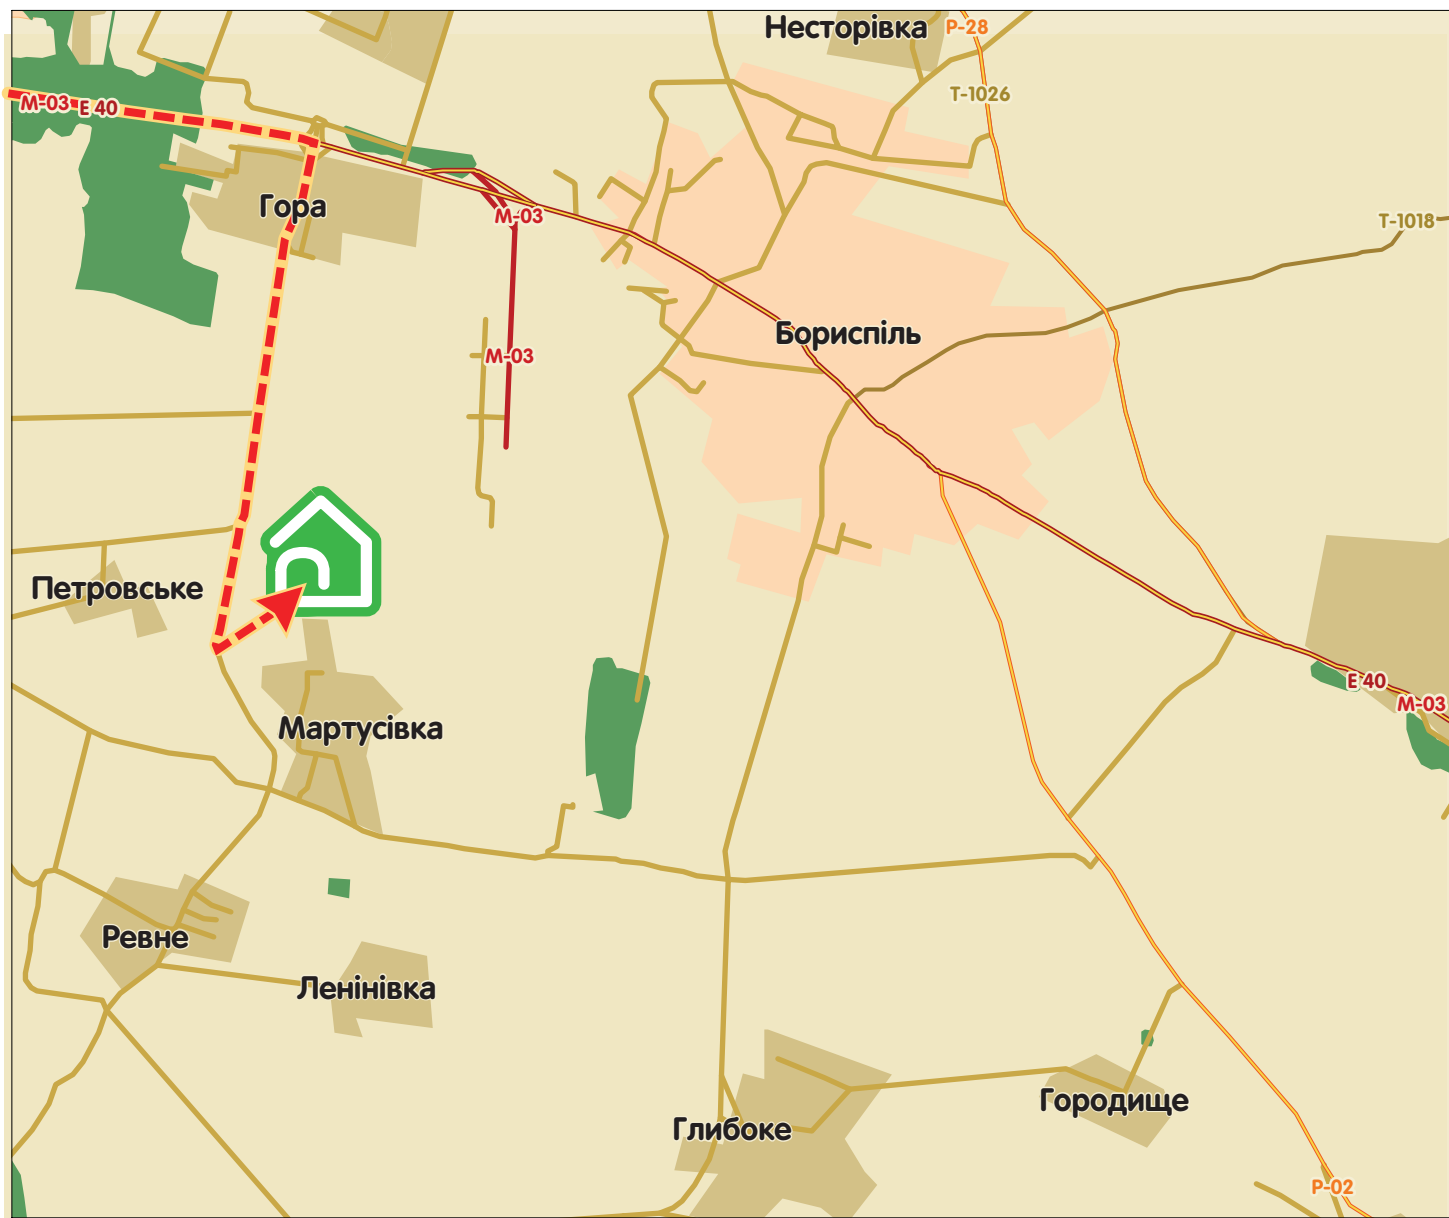 Несторівка
Р-28
М-03
Е 40
Т-1026
Гора
М-03
Т-1018
Бориспіль
М-03
Петровське
Е 40
М-03
Мартусівка
Ревне
Ленінівка
Городище
Глибоке
Р-02